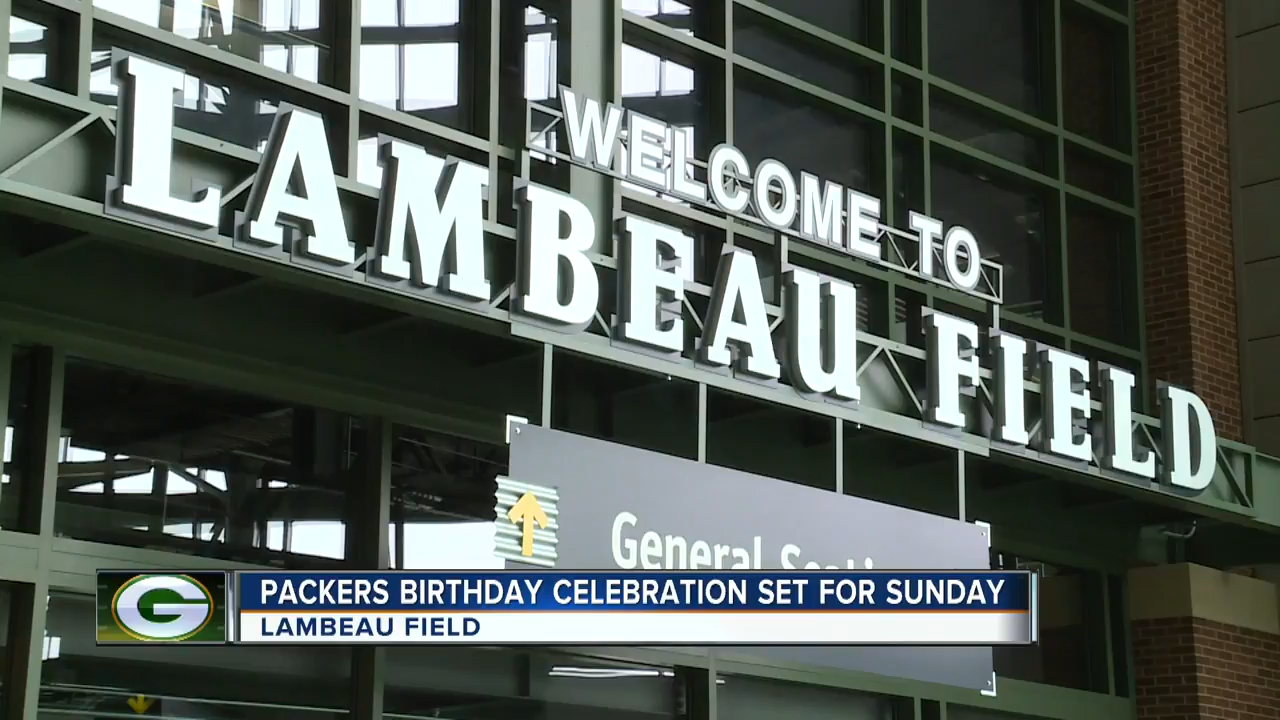 WELCOME TO
LAMBEAU FIELD
General
G
PACKERS BIRTHDAY CELEBRATION SET FOR SUNDAY
LAMBEAU FIELD